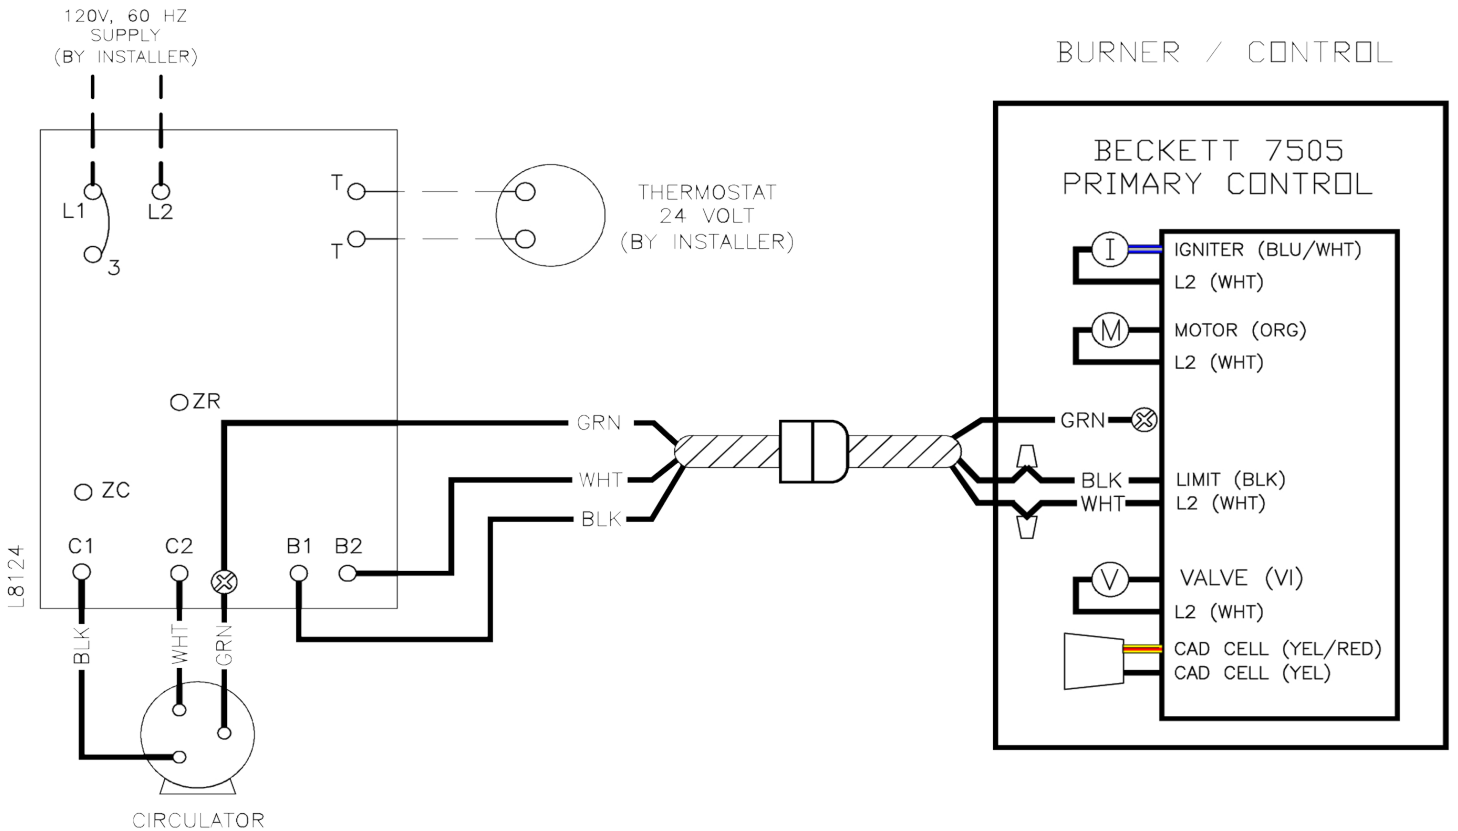 120V, 60 HZ
SUPPLY
(BY INSTALLER)
BURNER / CONTROL
BECKETT 7505
PRIMARY CONTROL
L1
L2
3
T
T
THERMOSTAT
24 VOLT
(BY INSTALLER)
I
IGNITER (BLU/WHT)
L2 (WHT)
M
MOTOR (ORG)
L2 (WHT)
ZR
GRN
GRN
WHT
BLK
LIMIT (BLK)
ZC
WHT
L2 (WHT)
BLK
C1
C2
B1
B2
L8124
V
VALVE (VI)
L2 (WHT)
BLK
WHT
GRN
CAD CELL (YEL/RED)
CAD CELL (YEL)
CIRCULATOR